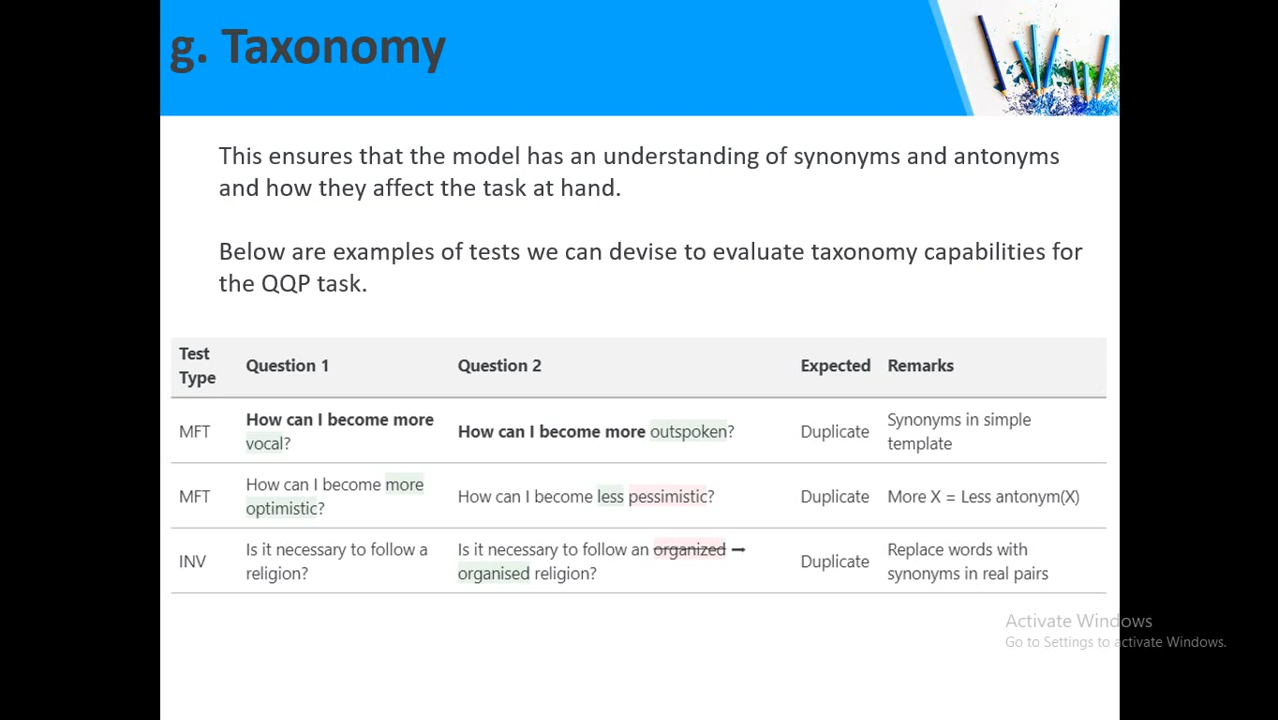 g. Taxonomy
This ensures that the model has an understanding of synonyms and antonyms
and how they affect the task at hand.
Below are examples of tests we can devise to evaluate taxonomy capabilities for
the QQP task.
Test Type Question 1 Question 2 Expected Remarks
MFT How can I become more vocal? How can I become more outspoken? Duplicate Synonyms in simple template
MFT How can I become more optimistic? How can I become less pessimistic? Duplicate More X = Less antonym(X)
INV Is it necessary to follow a religion? Is it necessary to follow an organized ➞ organised religion? Duplicate Replace words with synonyms in real pairs
Activate Windows
Go to Settings to activate Windows.